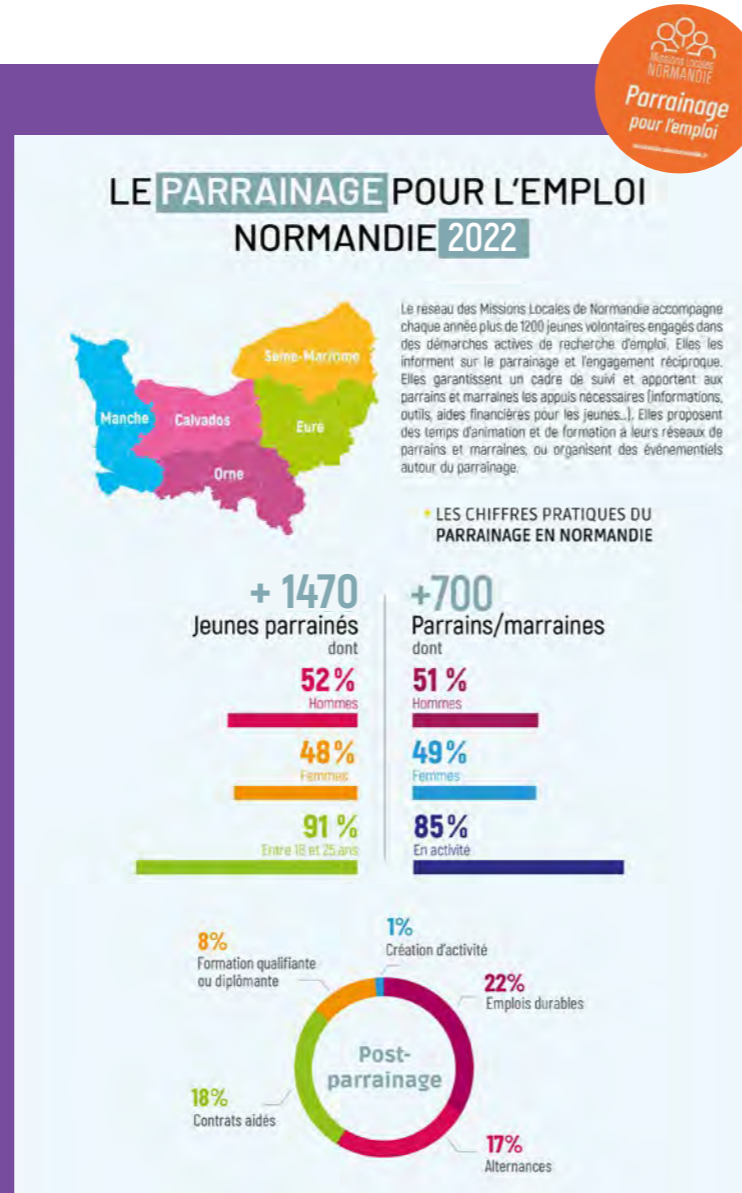 Missions Locales
NORMANDIE
Parrainage
pour l'emploi
LE PARRAINAGE POUR L'EMPLOI
NORMANDIE 2022
Seine-Maritime
Manche
Calvados
Eure
Orne
Le réseau des Missions Locales de Normandie accompagne
chaque année plus de 1200 jeunes volontaires engagés dans
des démarches actives de recherche d'emploi. Elles les
informent sur le parrainage et l'engagement réciproque.
Elles garantissent un cadre de suivi et apportent aux
parrains et marraines les appuis nécessaires (informations,
outils, aides financières pour les jeunes...). Elles proposent
des temps d'animation et de formation à leurs réseaux de
parrains et marraines, ou organisent des événementiels
autour du parrainage.
LES CHIFFRES PRATIQUES DU
PARRAINAGE EN NORMANDIE
+ 1470
Jeunes parrainés
dont
52%
Hommes
48%
Femmes
91 %
Entre 18 et 25 ans
+700
Parrains/marraines
dont
51 %
Hommes
49%
Femmes
85%
En activité
1%
Création d'activité
8%
Formation qualifiante
ou diplômante
22%
Emplois durables
Post-
parrainage
18%
Contrats aidés
17%
Alternances